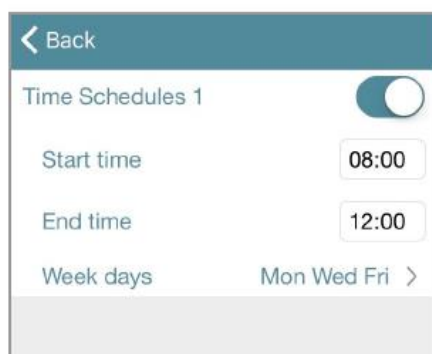 Back
Time Schedules 1
Start time 08:00
End time 12:00
Week days Mon Wed Fri